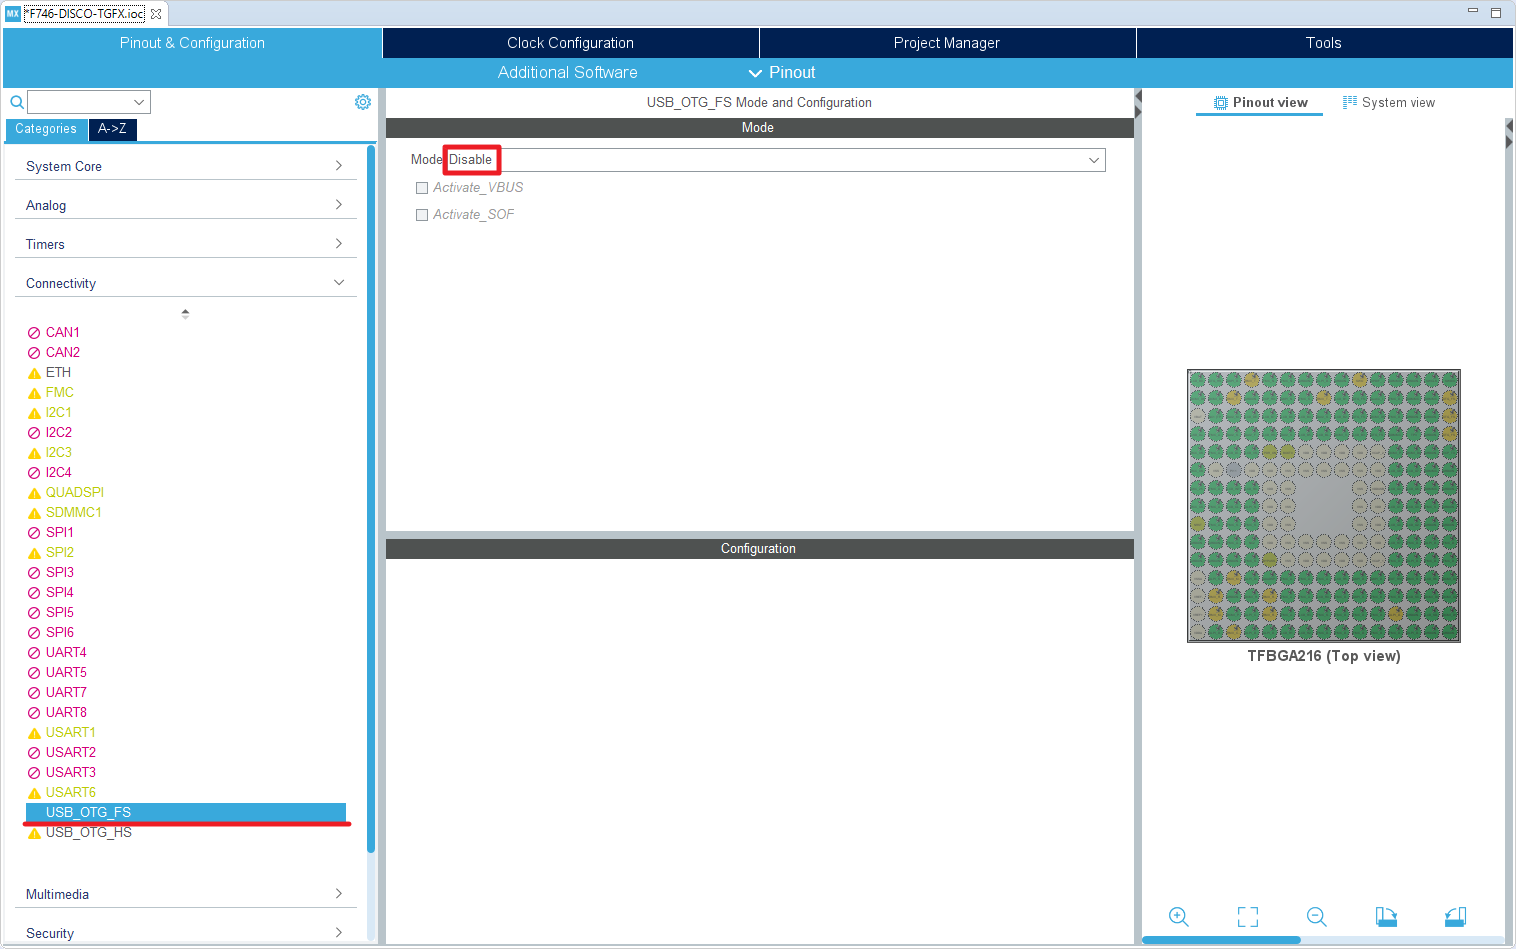 MX *F746-DISCO-TGFX.ioc
Pinout & Configuration
Clock Configuration
Project Manager
Tools
Additional Software
Pinout
Categories
A->Z
System Core
Analog
Timers
Connectivity
CAN1
CAN2
ETH
FMC
I2C1
I2C2
I2C3
I2C4
QUADSPI
SDMMC1
SPI1
SPI2
SPI3
SPI4
SPI5
SPI6
UART4
UART5
UART7
UART8
USART1
USART2
USART3
USART6
USB_OTG_FS
USB_OTG_HS
Multimedia
Security
USB_OTG_FS Mode and Configuration
Mode
Mode Disable
Activate_VBUS
Activate_SOF
Configuration
Pinout view
System view
TFBGA216 (Top view)